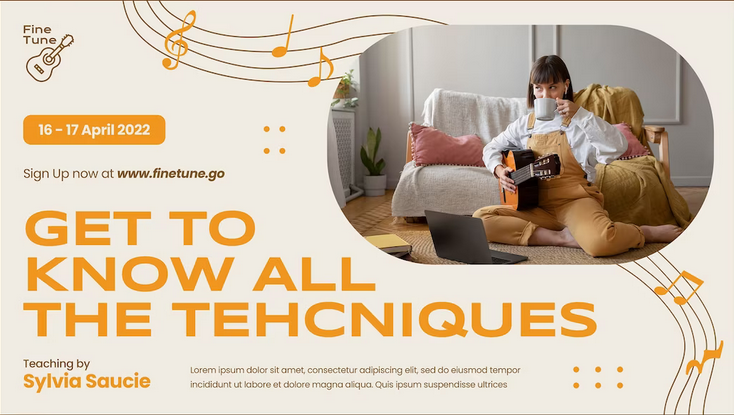 Fine
Tune
16 - 17 April 2022
Sign Up now at www.finetune.go
GET TO
KNOW ALL
THE TEHCNIQUES
Teaching by
Sylvia Saucie
Lorem ipsum dolor sit amet, consectetur adipiscing elit, sed do eiusmod tempor
incididunt ut labore et dolore magna aliqua. Quis ipsum suspendisse ultrices